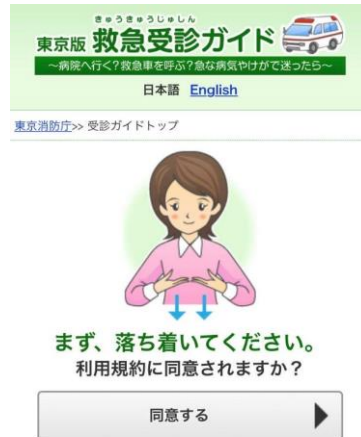 きゅうきゅうじゅしん
東京版 救急受診ガイド
～病院へ行く?救急車を呼ぶ?急な病気やけがで迷ったら～
日本語 English
東京消防庁>> 受診ガイドトップ
まず、落ち着いてください。
利用規約に同意されますか？
同意する